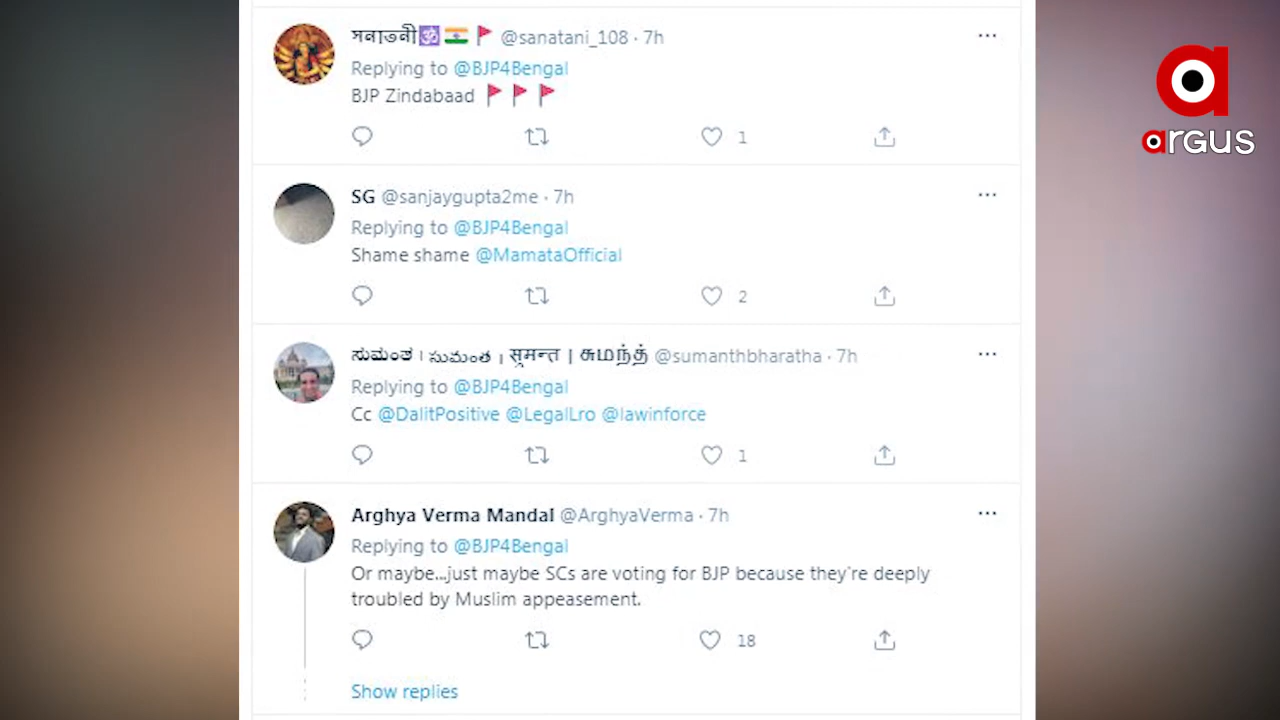 সনাতনী🕉️🇮🇳🚩 @sanatani_108 · 7h
Replying to @BJP4Bengal
BJP Zindabaad 🚩🚩🚩
1
SG @sanjaygupta2me · 7h
Replying to @BJP4Bengal
Shame shame @MamataOfficial
2
ಸುಮಂತ । సుమంత । सुमन्त | சுமந்த் @sumanthbharatha · 7h
Replying to @BJP4Bengal
Cc @DalitPositive @LegalLro @lawinforce
1
Arghya Verma Mandal @ArghyaVerma · 7h
Replying to @BJP4Bengal
Or maybe...just maybe SCs are voting for BJP because they're deeply
troubled by Muslim appeasement.
18
Show replies
argus